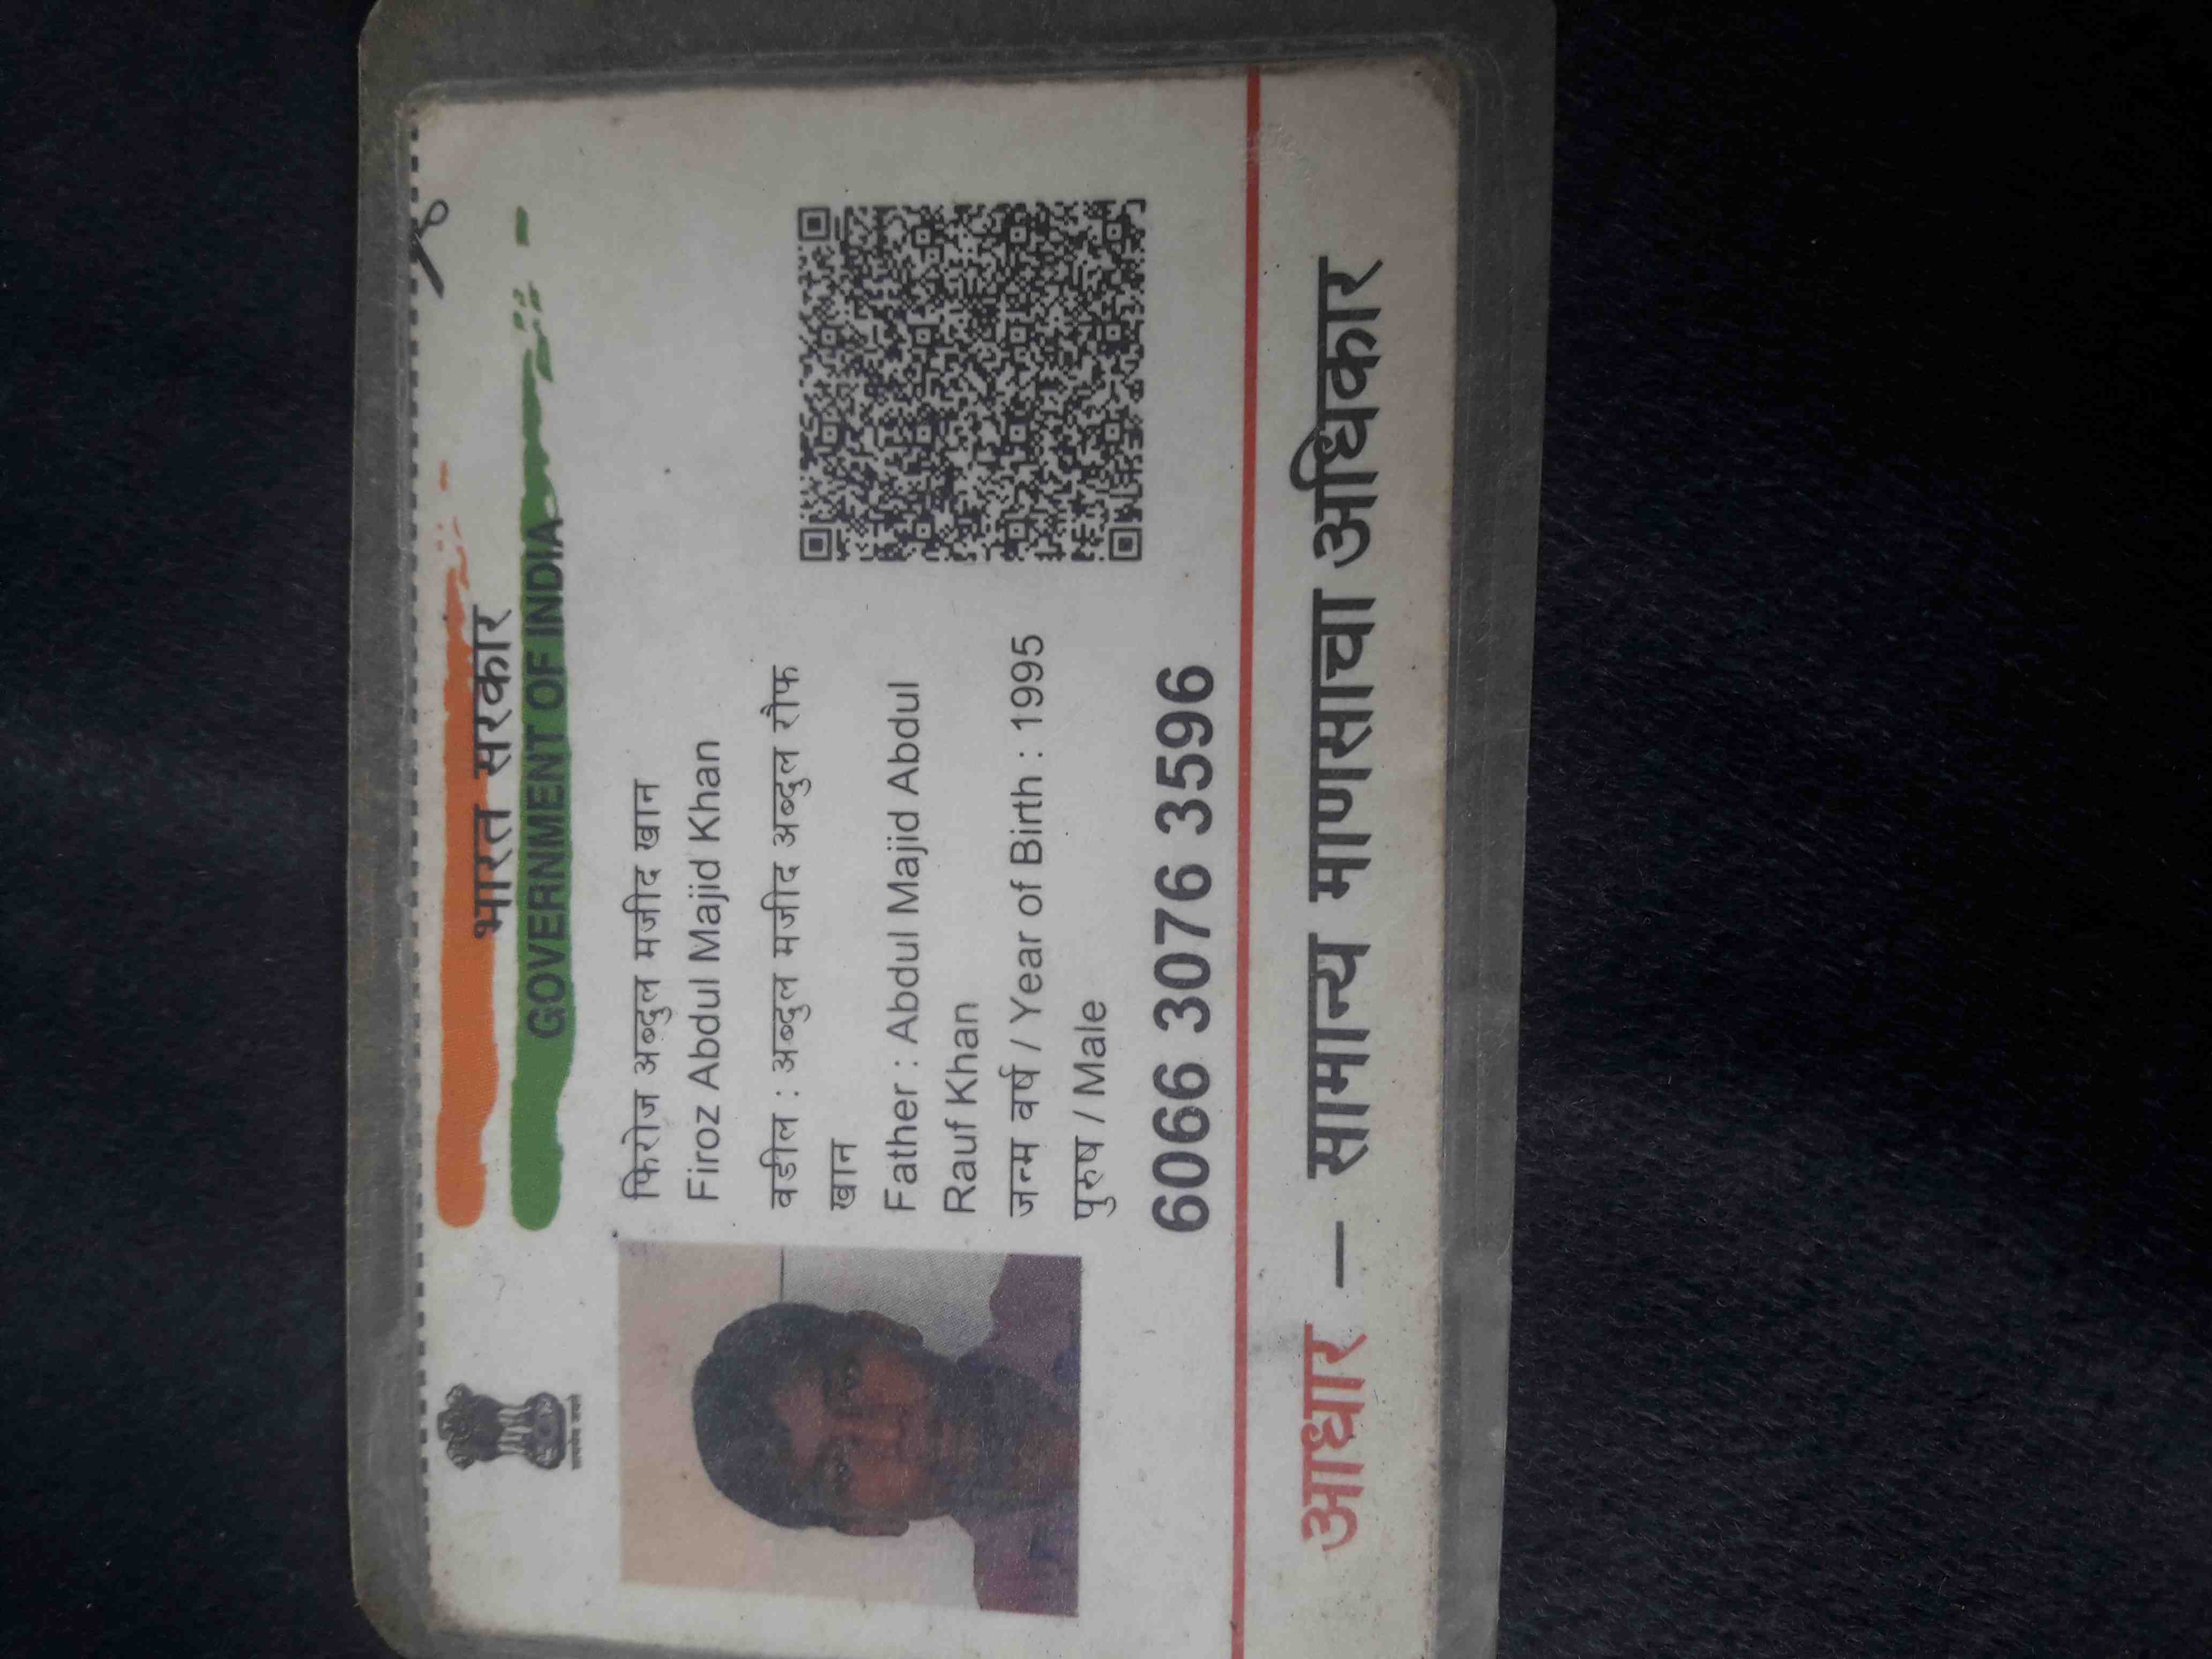 भारत सरकार
GOVERNMENT OF INDIA
फिरोज अब्दुल मजीद खान
Firoz Abdul Majid Khan
वडील : अब्दुल मजीद अब्दुल रौफ
खान
Father : Abdul Majid Abdul
Rauf Khan
जन्म वर्ष / Year of Birth : 1995
पुरुष / Male
6066 3076 3596
आधार – सामान्य माणसाचा अधिकार